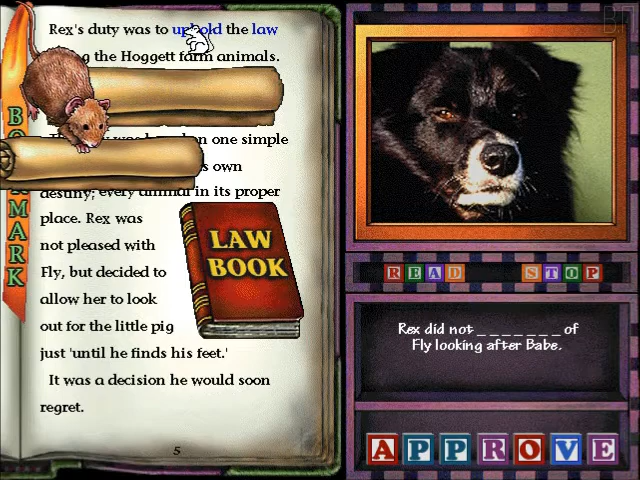 Rex's duty was to uphold the law
the Hoggett farm animals.
on one simple
own
destiny; every animal in its proper
place. Rex was
not pleased with
Fly, but decided to
allow her to look
out for the little pig
just 'until he finds his feet.'
It was a decision he would soon
regret.
5
BOOKMARK
LAW
BOOK
READ STOP
Rex did not _ _ _ _ _ _ _ of
Fly looking after Babe.
APPROVE